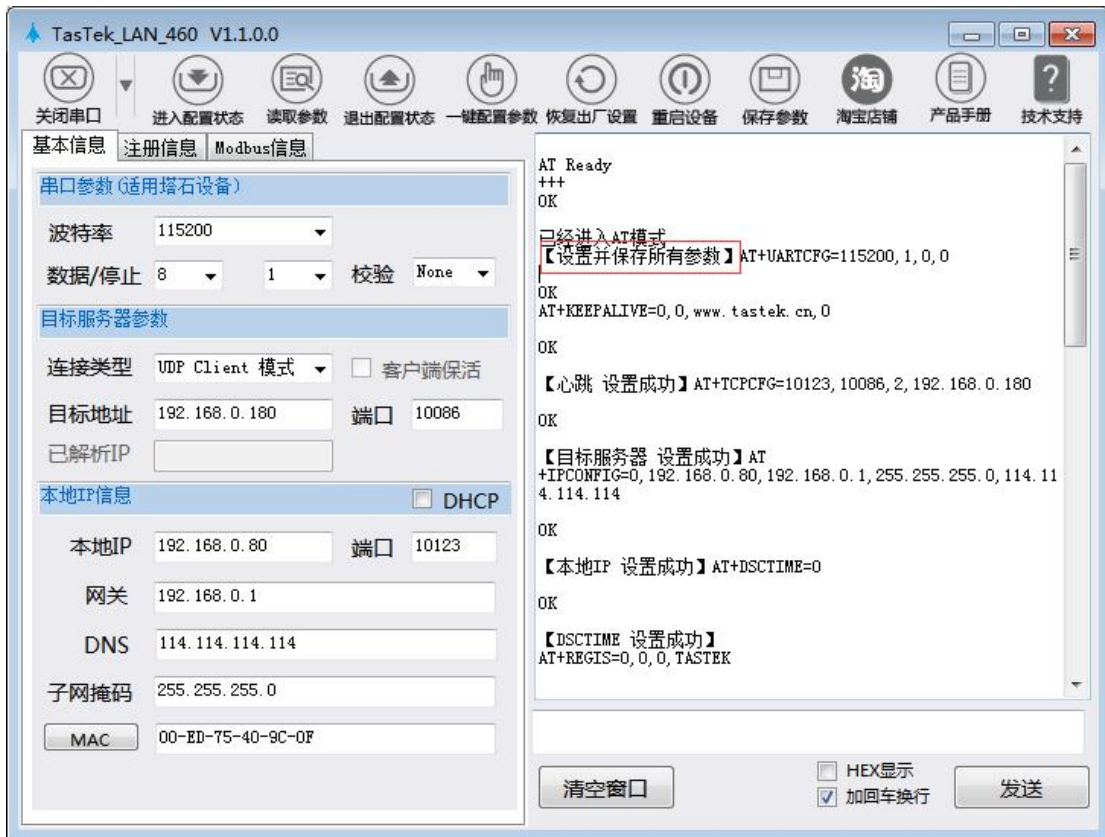 TasTek_LAN_460 V1.1.0.0
关闭串口 进入配置状态 读取参数 退出配置状态 一键配置参数 恢复出厂设置 重启设备 保存参数 淘 淘宝店铺 产品手册 ? 技术支持
基本信息 注册信息 Modbus信息
串口参数(适用塔石设备)
波特率 115200
数据/停止 8 1 校验 None
目标服务器参数
连接类型 UDP Client 模式 客户端保活
目标地址 192.168.0.180 端口 10086
已解析IP
本地IP信息 DHCP
本地IP 192.168.0.80 端口 10123
网关 192.168.0.1
DNS 114.114.114.114
子网掩码 255.255.255.0
MAC 00-ED-75-40-9C-0F
AT Ready
+++
OK
已经进入AT模式
【设置并保存所有参数】AT+UARTCFG=115200,1,0,0
OK
AT+KEEPALIVE=0,0,www.tastek.cn,0
OK
【心跳 设置成功】AT+TCPCFG=10123,10086,2,192.168.0.180
OK
【目标服务器 设置成功】AT
+IPCONFIG=0,192.168.0.80,192.168.0.1,255.255.255.0,114.11
4.114.114
OK
【本地IP 设置成功】AT+DSCTIME=0
OK
【DSCTIME 设置成功】
AT+REGIS=0,0,0,TASTEK
清空窗口
HEX显示
加回车换行
发送